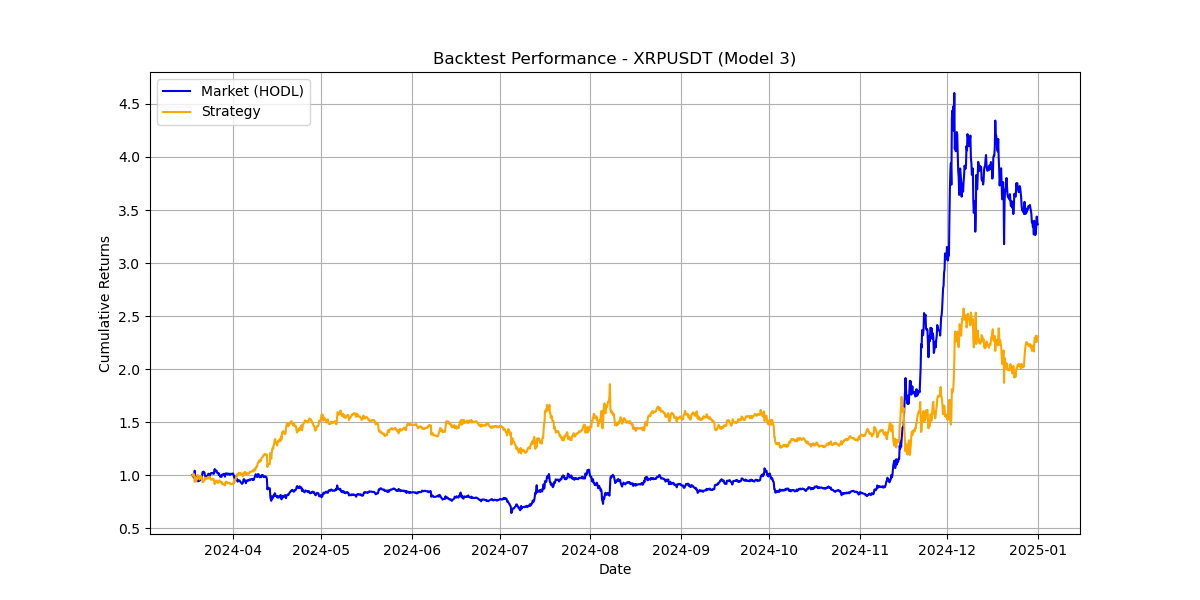 Backtest Performance - XRPUSDT (Model 3)
Market (HODL)
Strategy
Cumulative Returns
4.5
4.0
3.5
3.0
2.5
2.0
1.5
1.0
0.5
2024-04 2024-05 2024-06 2024-07 2024-08 2024-09 2024-10 2024-11 2024-12 2025-01
Date